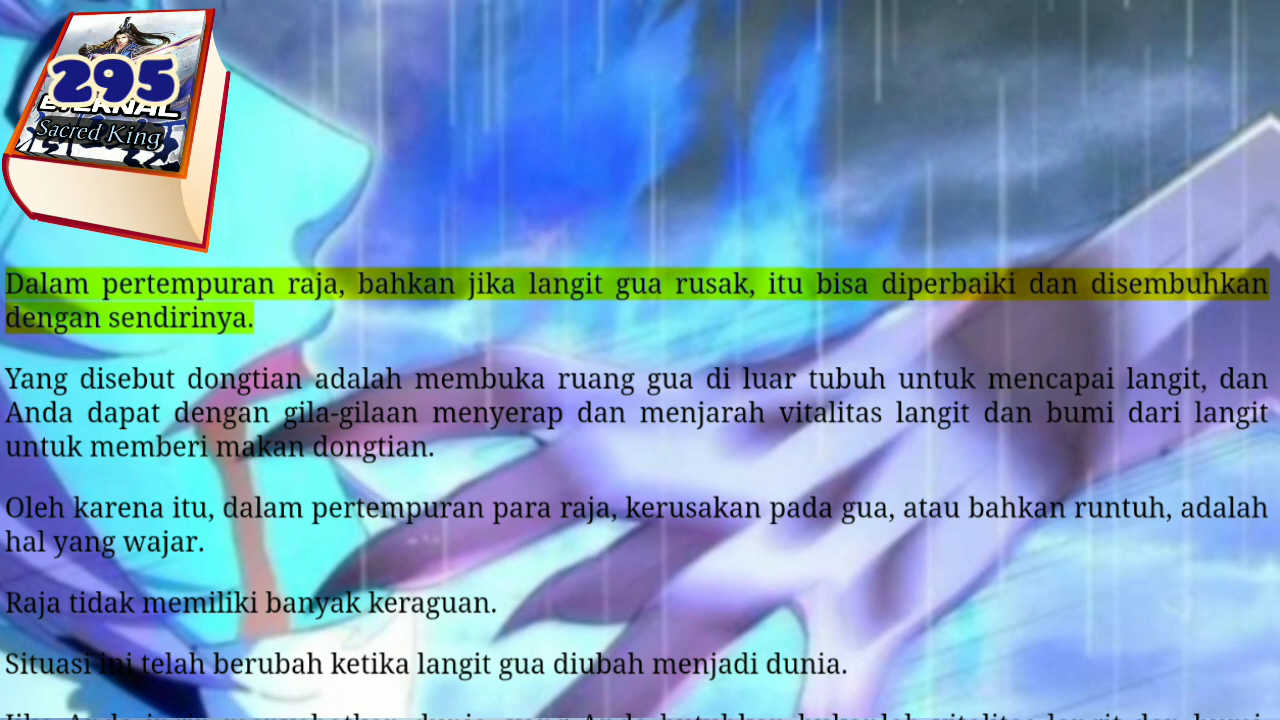 295
ETERNAL
Sacred King
Dalam pertempuran raja, bahkan jika langit gua rusak, itu bisa diperbaiki dan disembuhkan
dengan sendirinya.
Yang disebut dongtian adalah membuka ruang gua di luar tubuh untuk mencapai langit, dan
Anda dapat dengan gila-gilaan menyerap dan menjarah vitalitas langit dan bumi dari langit
untuk memberi makan dongtian.
Oleh karena itu, dalam pertempuran para raja, kerusakan pada gua, atau bahkan runtuh, adalah
hal yang wajar.
Raja tidak memiliki banyak keraguan.
Situasi ini telah berubah ketika langit gua diubah menjadi dunia.